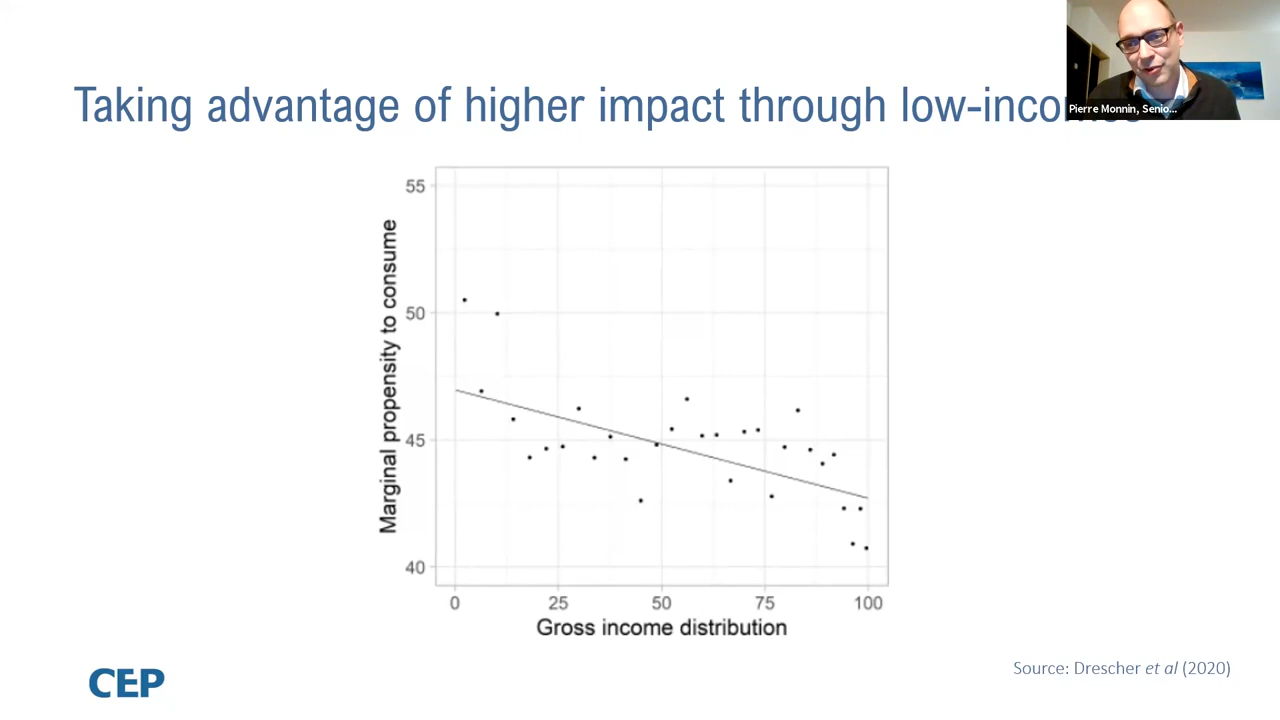 Taking advantage of higher impact through low-inco
Pierre Monnin, Senio...
Marginal propensity to consume
55
50
45
40
0 25 50 75 100
Gross income distribution
Source: Drescher et al (2020)
CEP